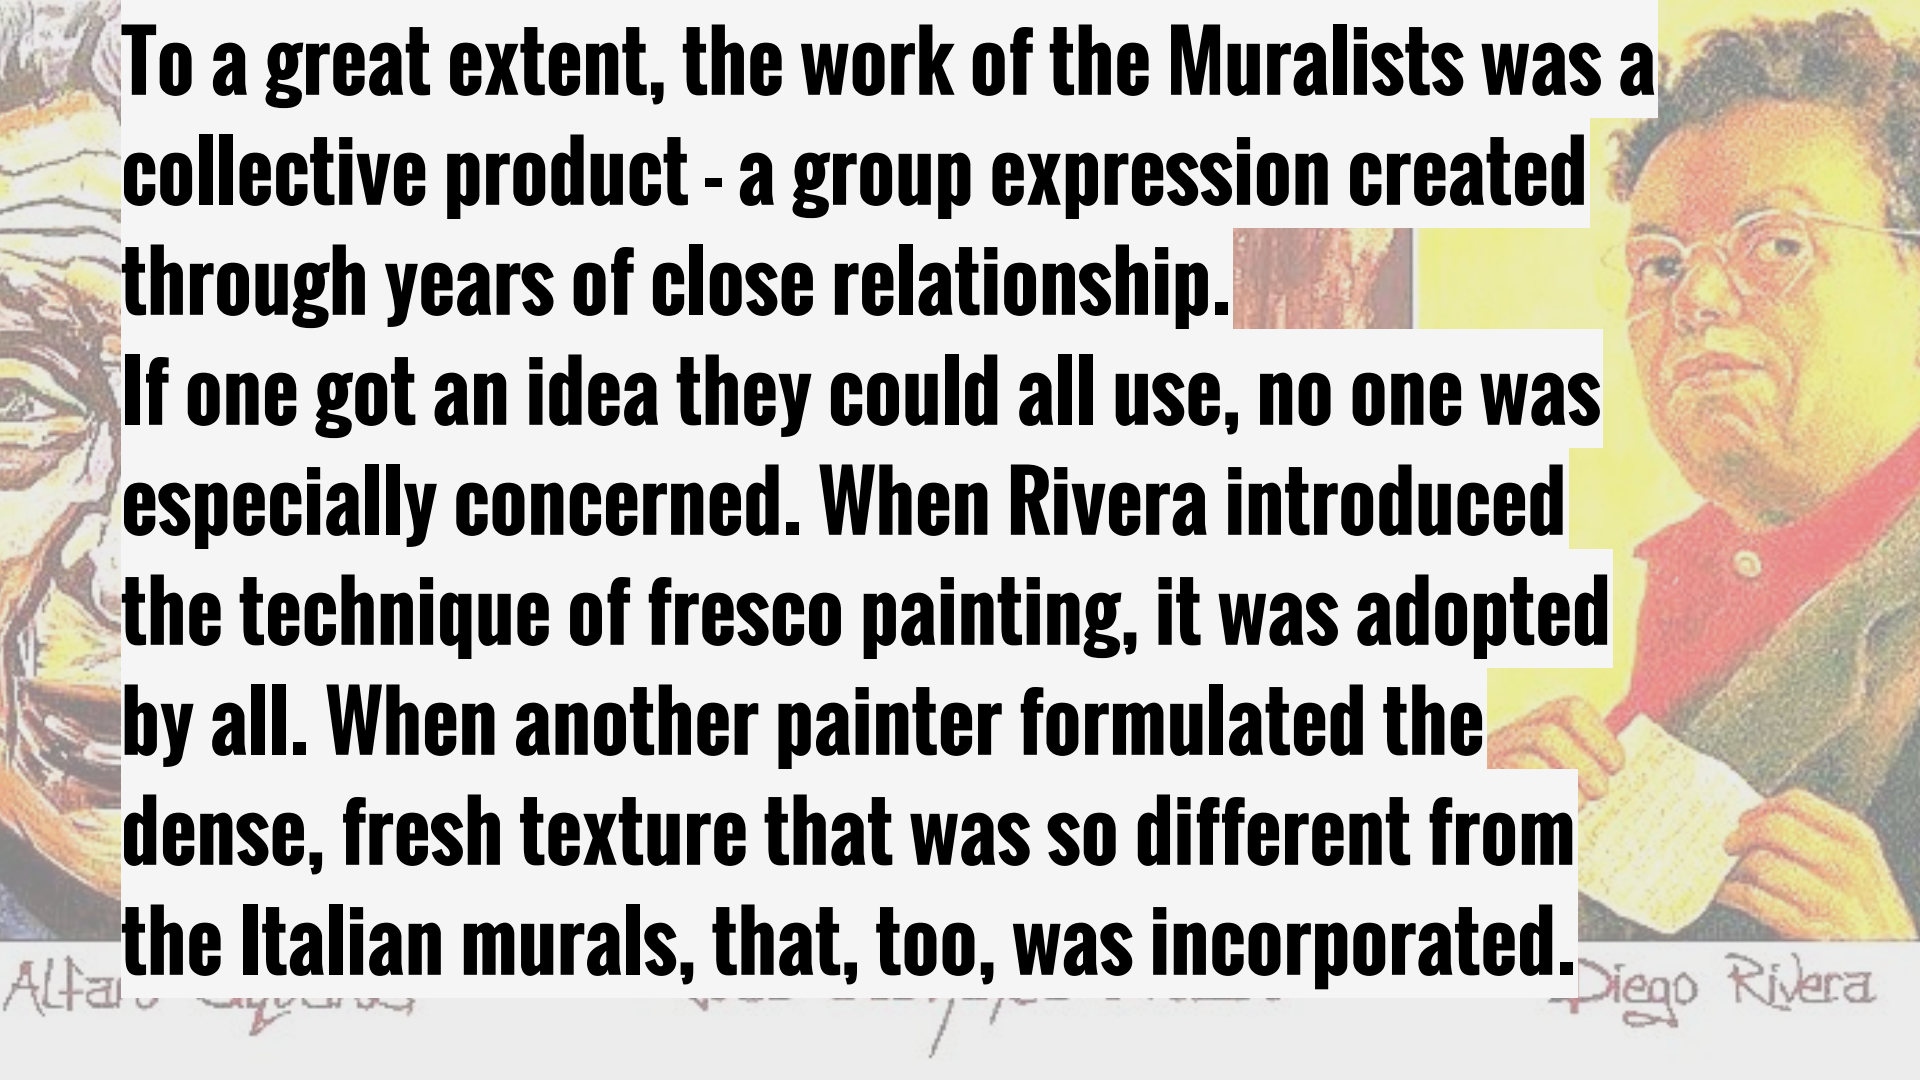 To a great extent, the work of the Muralists was a
collective product - a group expression created
through years of close relationship.
If one got an idea they could all use, no one was
especially concerned. When Rivera introduced
the technique of fresco painting, it was adopted
by all. When another painter formulated the
dense, fresh texture that was so different from
the Italian murals, that, too, was incorporated.
Diego Rivera